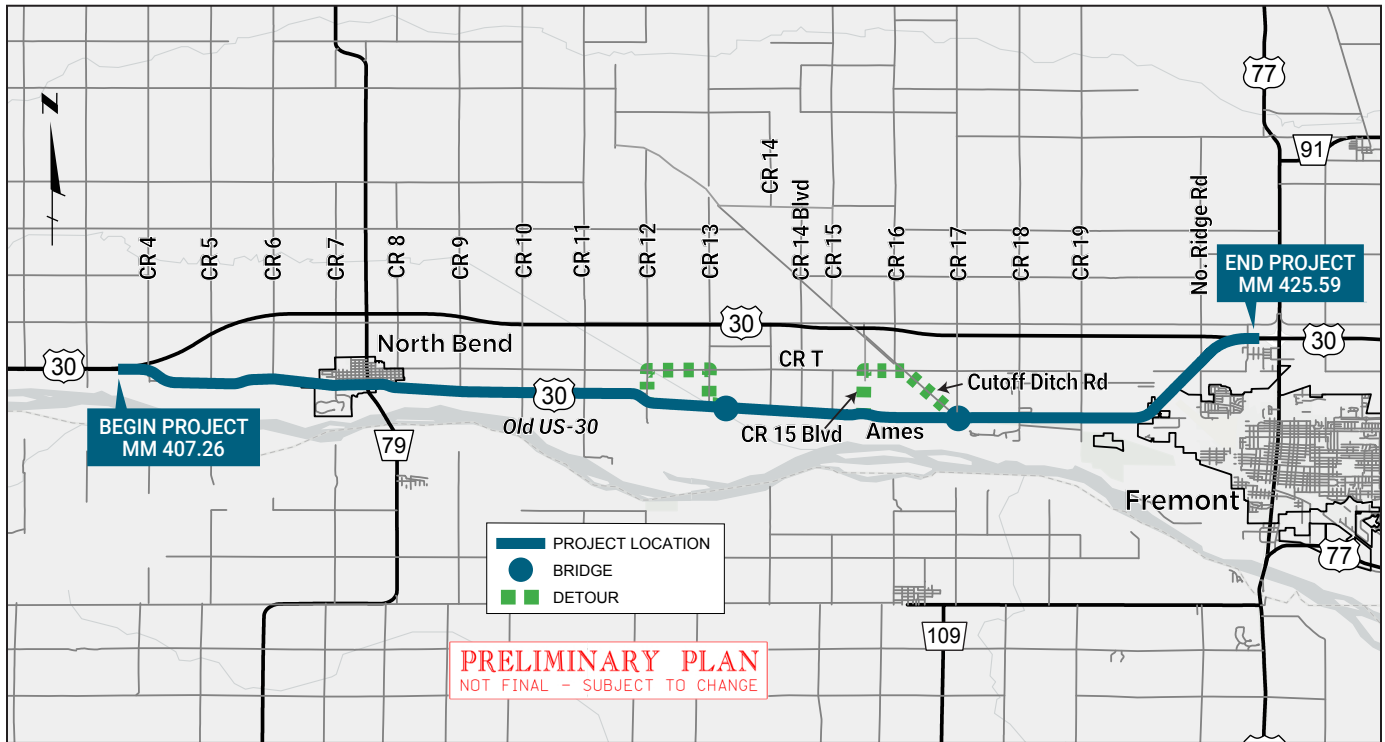 77
91
N
CR 14
CR 4
CR 5
CR 6
CR 7
CR 8
CR 9
CR 10
CR 11
CR 12
CR 13
CR 14 Blvd
CR 15
CR 16
CR 17
CR 18
CR 19
No. Ridge Rd
END PROJECT
MM 425.59
30
30
North Bend
CR T
30
Cutoff Ditch Rd
30
BEGIN PROJECT
MM 407.26
Old US-30
CR 15 Blvd
Ames
79
Fremont
PROJECT LOCATION
BRIDGE
DETOUR
77
109
PRELIMINARY PLAN
NOT FINAL - SUBJECT TO CHANGE